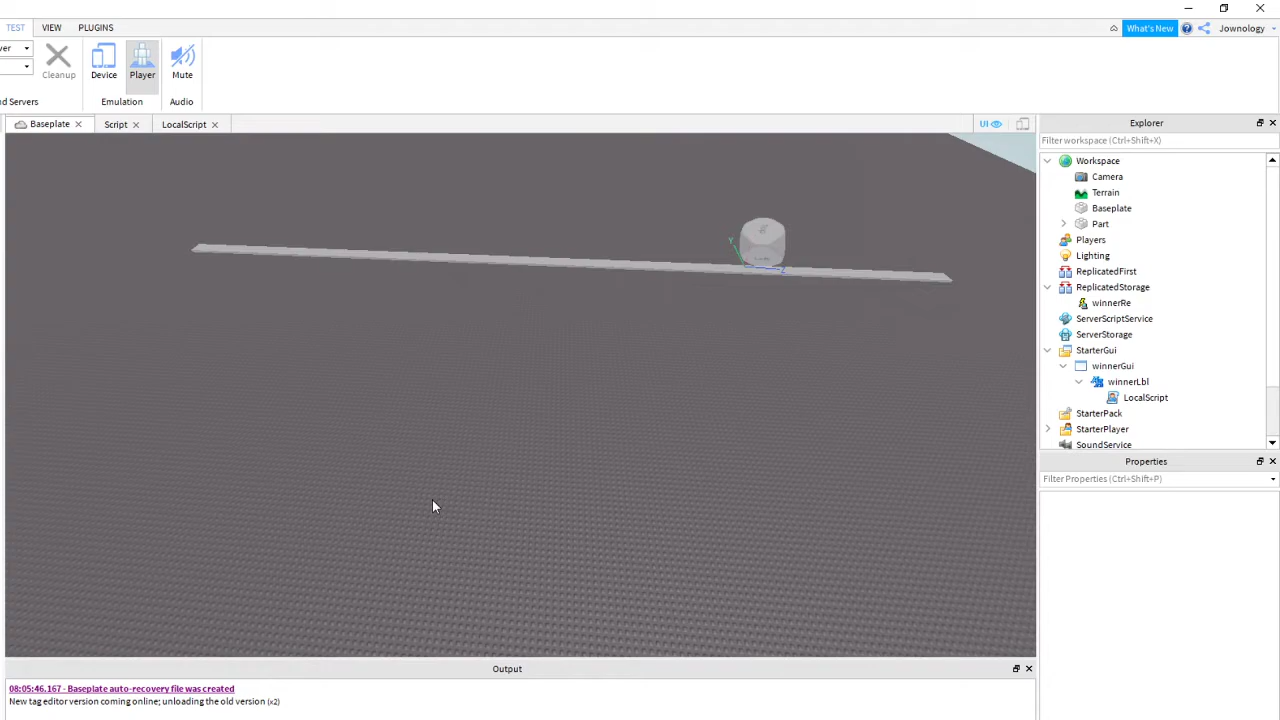 TEST VIEW PLUGINS
What's New Jownology
ver
Cleanup Device Player Mute
d Servers Emulation Audio
Baseplate Script LocalScript UI
Explorer
Filter workspace (Ctrl+Shift+X)
Workspace
Camera
Terrain
Baseplate
Part
Players
Lighting
ReplicatedFirst
ReplicatedStorage
winnerRe
ServerScriptService
ServerStorage
StarterGui
winnerGui
winnerLbl
LocalScript
StarterPack
StarterPlayer
SoundService
Properties
Filter Properties (Ctrl+Shift+P)
Y
Z
Output
08:05:46.167 - Baseplate auto-recovery file was created
New tag editor version coming online; unloading the old version (x2)